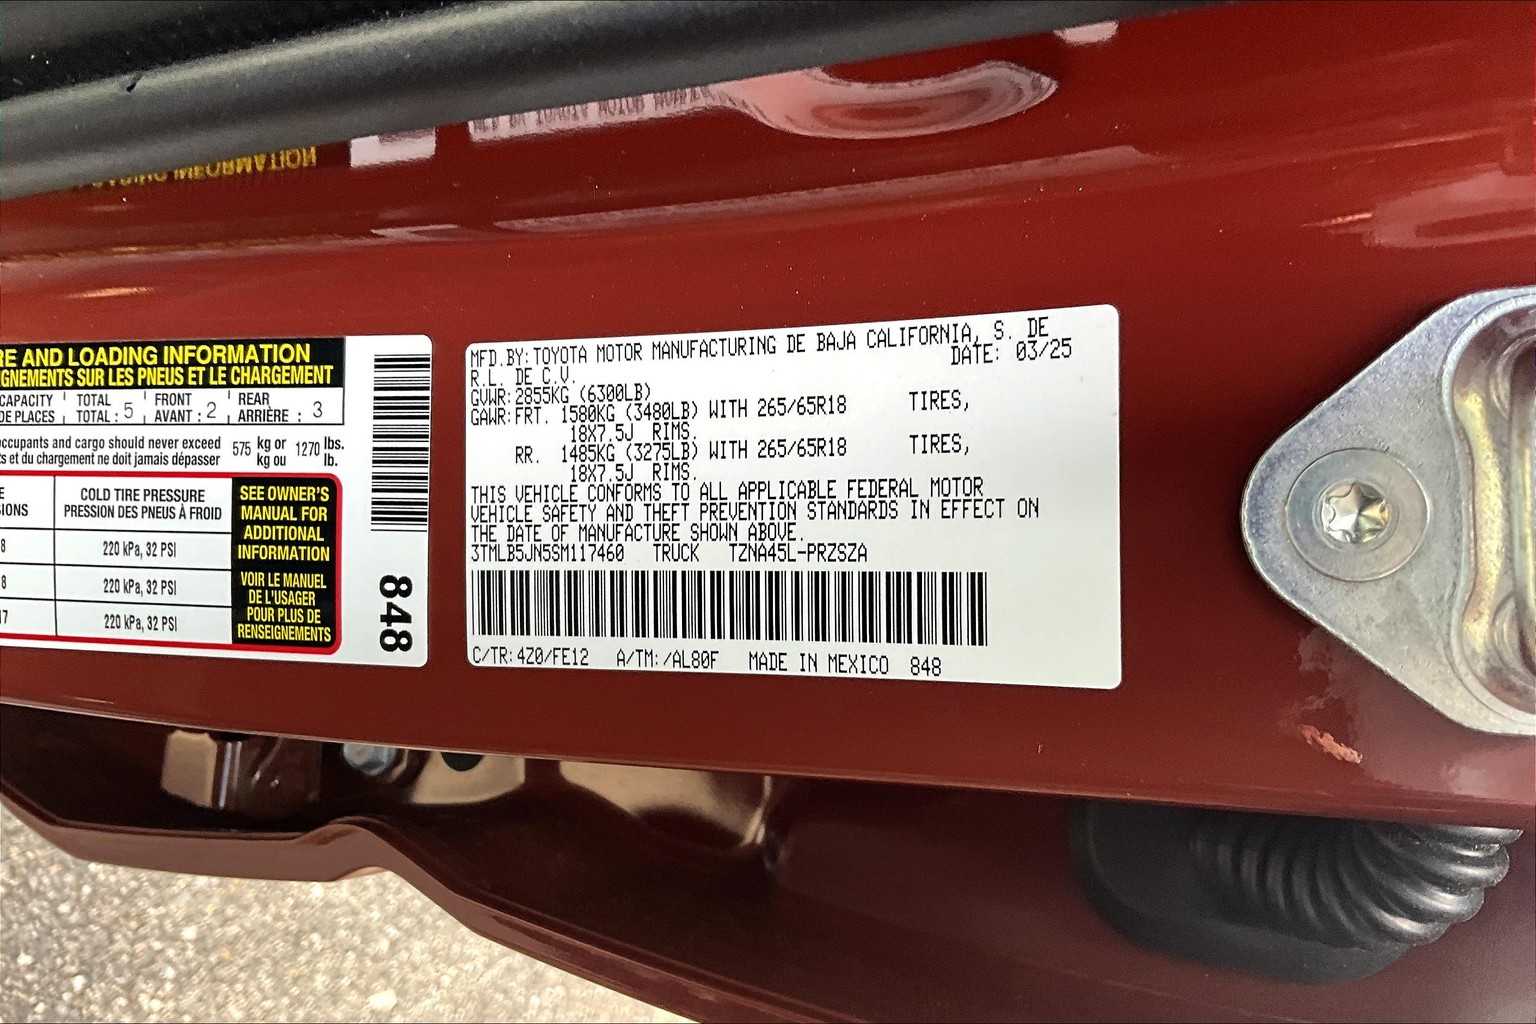 RE AND LOADING INFORMATION
GNEMENTS SUR LES PNEUS ET LE CHARGEMENT
CAPACITY TOTAL FRONT REAR
DE PLACES TOTAL : 5 AVANT : 2 ARRIÈRE : 3
occupants and cargo should never exceed 575 kg or 1270 lbs.
ts et du chargement ne doit jamais dépasser kg ou lb.
E COLD TIRE PRESSURE
SIONS PRESSION DES PNEUS À FROID
8 220 kPa, 32 PSI
8 220 kPa, 32 PSI
17 220 kPa, 32 PSI
SEE OWNER'S
MANUAL FOR
ADDITIONAL
INFORMATION
VOIR LE MANUEL
DE L'USAGER
POUR PLUS DE
RENSEIGNEMENTS
848
MFD.BY: TOYOTA MOTOR MANUFACTURING DE BAJA CALIFORNIA, S. DE
R.L. DE C.V. DATE: 03/25
GVWR: 2855KG (6300LB)
GAWR: FRT. 1580KG (3480LB) WITH 265/65R18 TIRES,
18X7.5J RIMS.
RR. 1485KG (3275LB) WITH 265/65R18 TIRES,
18X7.5J RIMS.
THIS VEHICLE CONFORMS TO ALL APPLICABLE FEDERAL MOTOR
VEHICLE SAFETY AND THEFT PREVENTION STANDARDS IN EFFECT ON
THE DATE OF MANUFACTURE SHOWN ABOVE.
3TMLB5JN5SM117460 TRUCK TZNA45L-PRZSZA
C/TR: 4Z0/FE12 A/TM: /AL80F MADE IN MEXICO 848